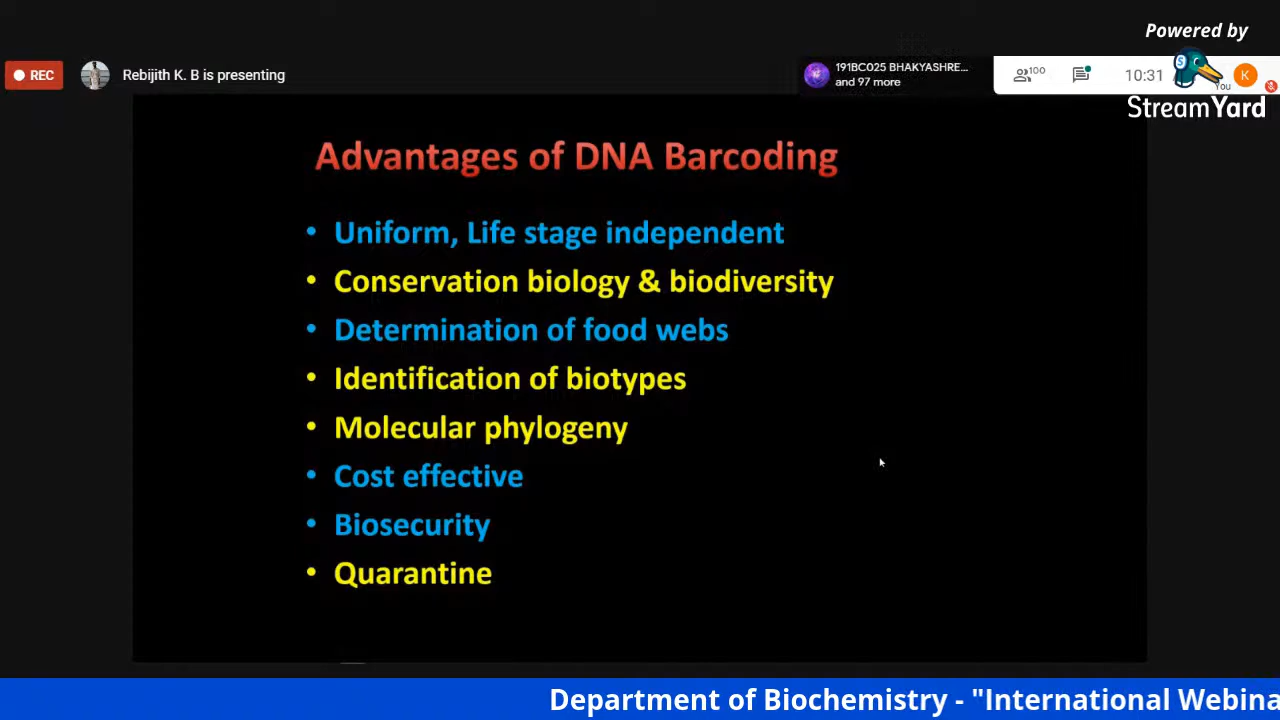 Powered by
REC
Rebijith K. B is presenting
191BC025 BHAKYASHRE...
and 97 more
100
10:31
S
You
K
StreamYard
Advantages of DNA Barcoding
• Uniform, Life stage independent
• Conservation biology & biodiversity
• Determination of food webs
• Identification of biotypes
• Molecular phylogeny
• Cost effective
• Biosecurity
• Quarantine
Department of Biochemistry - "International Webina